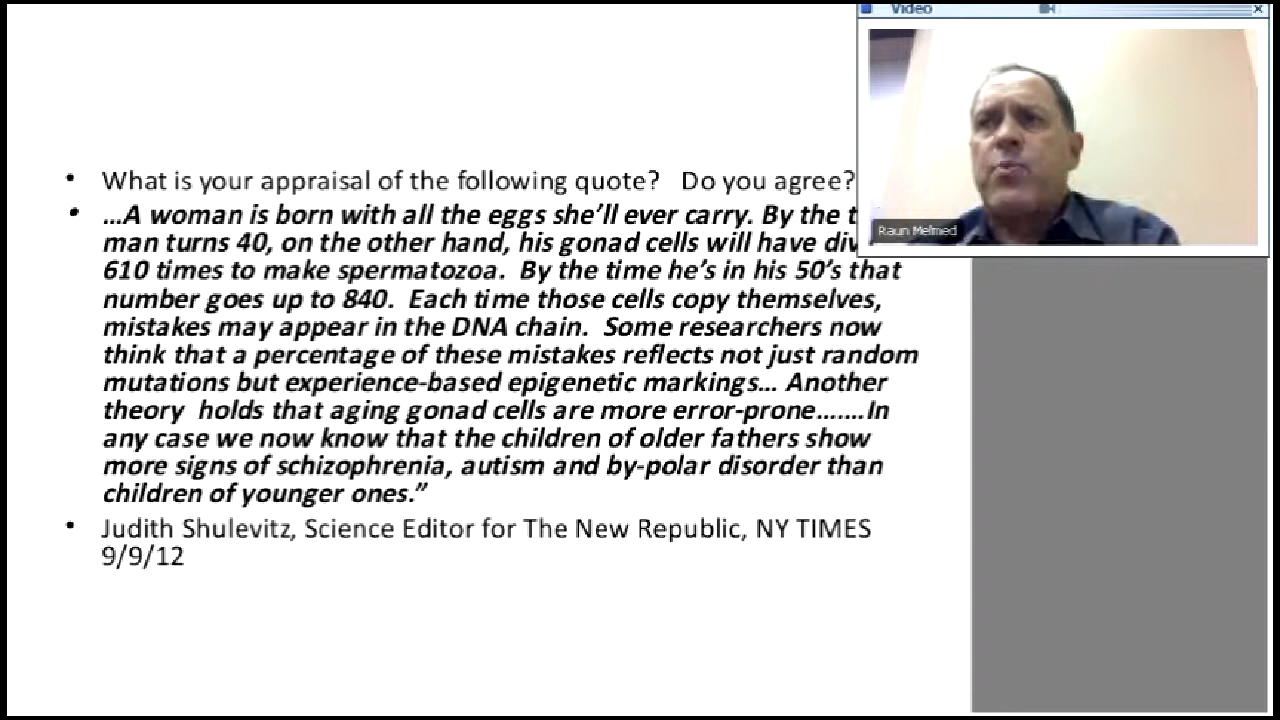 Video
What is your appraisal of the following quote? Do you agree?
Raun Melmed
• …A woman is born with all the eggs she’ll ever carry. By the
man turns 40, on the other hand, his gonad cells will have
610 times to make spermatozoa. By the time he’s in his 50’s that
number goes up to 840. Each time those cells copy themselves,
mistakes may appear in the DNA chain. Some researchers now
think that a percentage of these mistakes reflects not just random
mutations but experience-based epigenetic markings… Another
theory holds that aging gonad cells are more error-prone…….In
any case we now know that the children of older fathers show
more signs of schizophrenia, autism and by-polar disorder than
children of younger ones.”
• Judith Shulevitz, Science Editor for The New Republic, NY TIMES
9/9/12